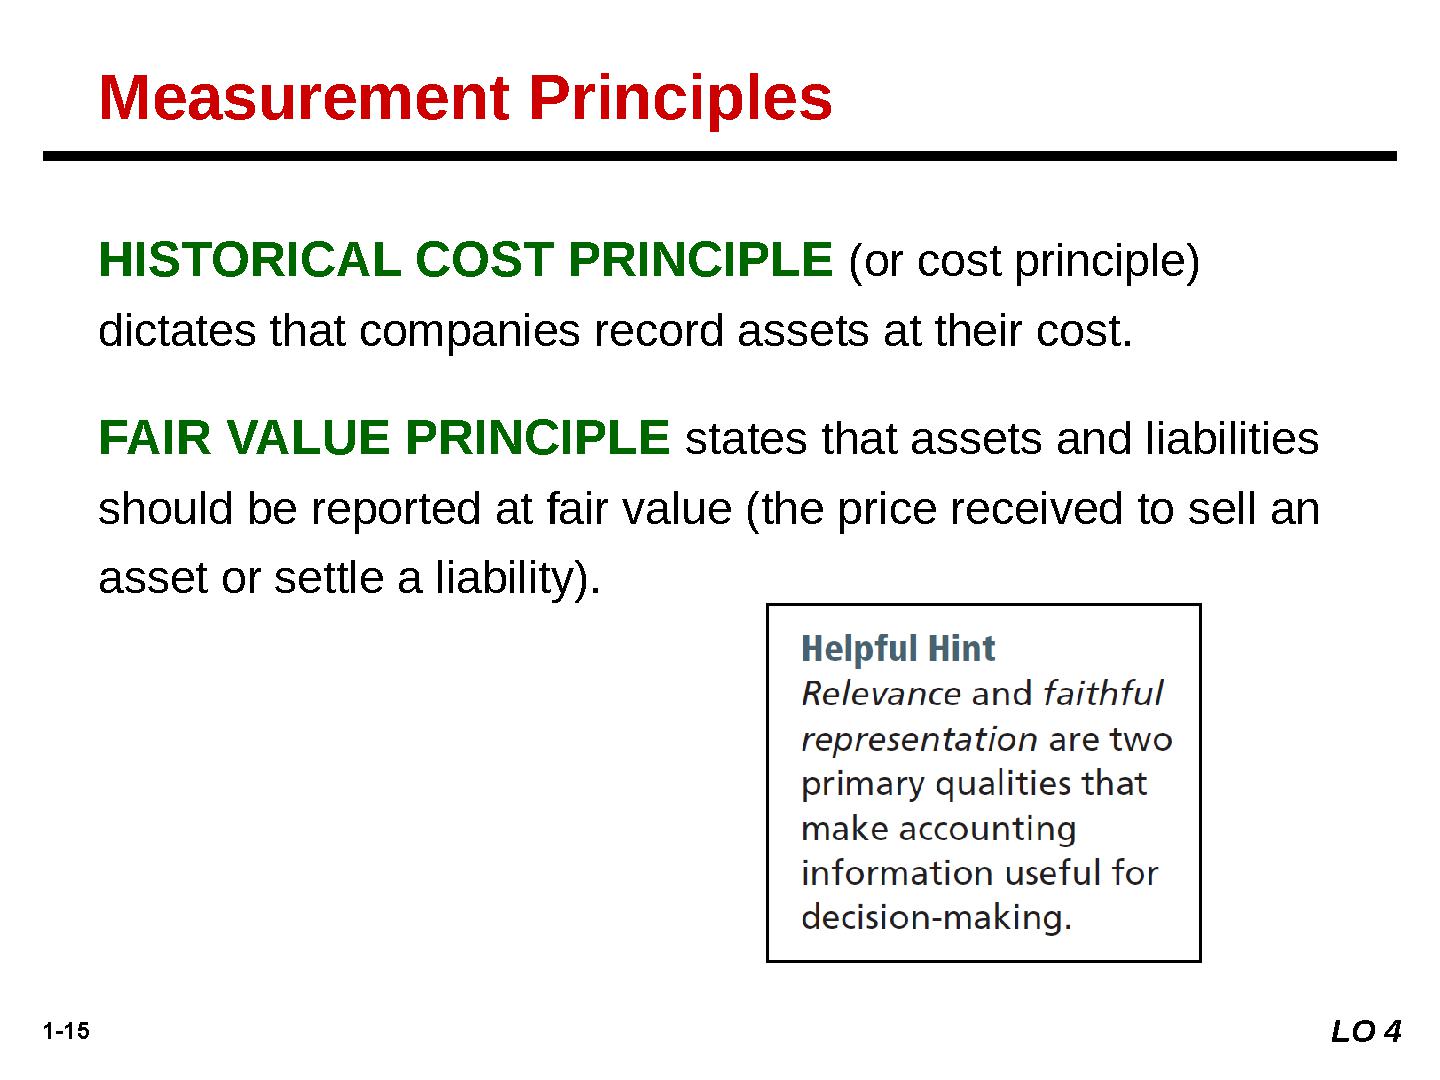 Measurement Principles
HISTORICAL COST PRINCIPLE (or cost principle)
dictates that companies record assets at their cost.
FAIR VALUE PRINCIPLE states that assets and liabilities
should be reported at fair value (the price received to sell an
asset or settle a liability).
Helpful Hint
Relevance and faithful
representation are two
primary qualities that
make accounting
information useful for
decision-making.
1-15
LO 4